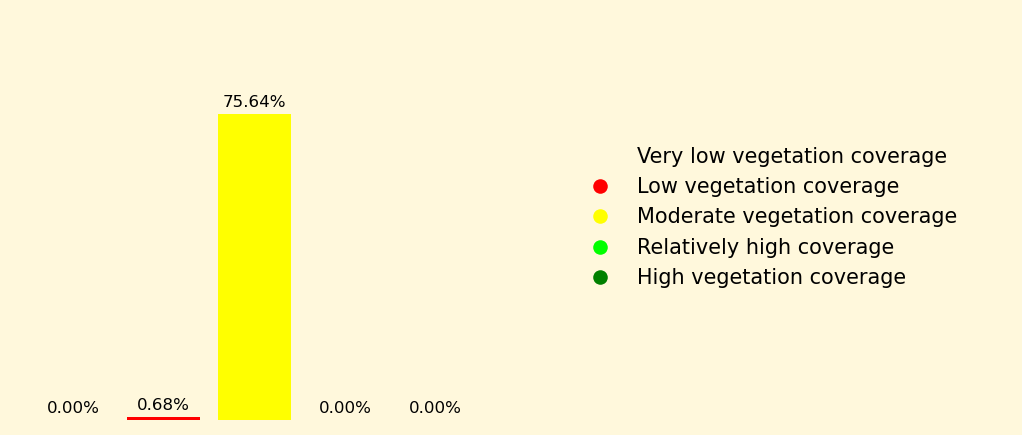 75.64%
Very low vegetation coverage
Low vegetation coverage
Moderate vegetation coverage
Relatively high coverage
High vegetation coverage
0.00%
0.68%
0.00%
0.00%